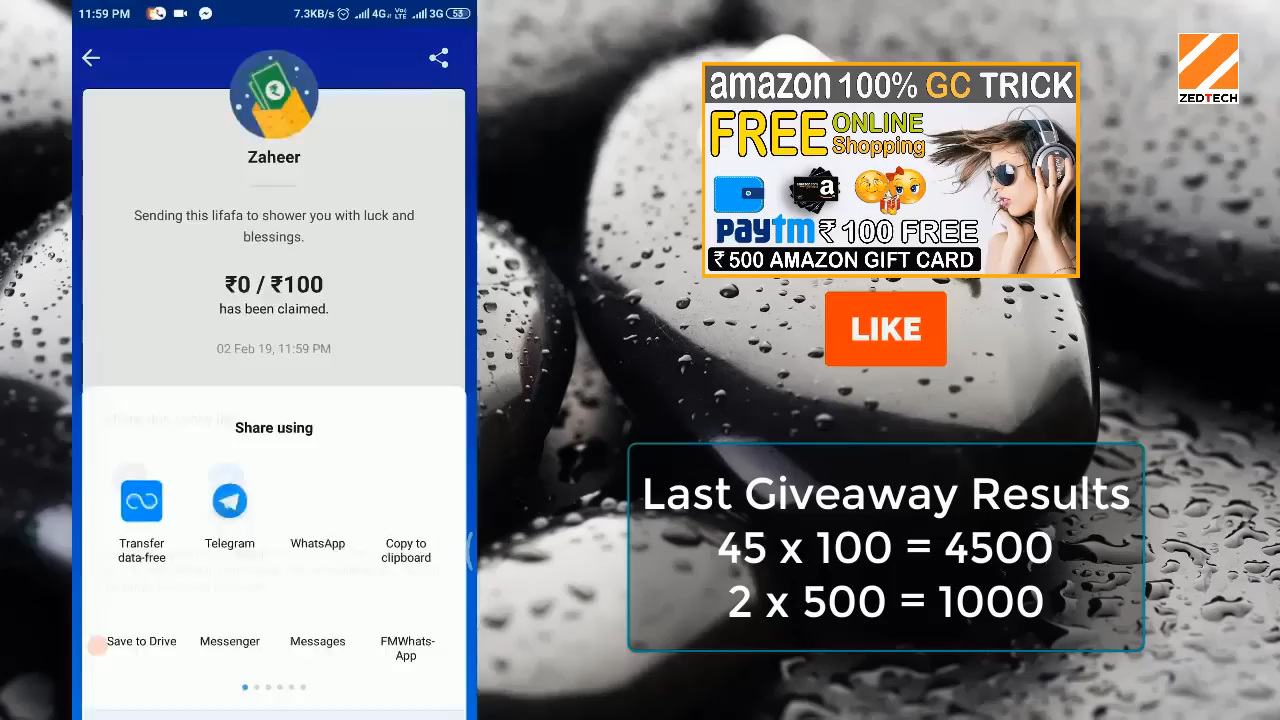 11:59 PM
7.3KB/s
4G
Vo
LTE
3G
53
Zaheer
Sending this lifafa to shower you with luck and
blessings.
₹0 / ₹100
has been claimed.
02 Feb 19, 11:59 PM
Share using
Transfer
data-free
Telegram
WhatsApp
Copy to
clipboard
Save to Drive
Messenger
Messages
FMWhats-
App
amazon 100% GC TRICK
FREE ONLINE
Shopping
a
paytm ₹ 100 FREE
₹ 500 AMAZON GIFT CARD
LIKE
Last Giveaway Results
45 x 100 = 4500
2 x 500 = 1000
ZEDTECH